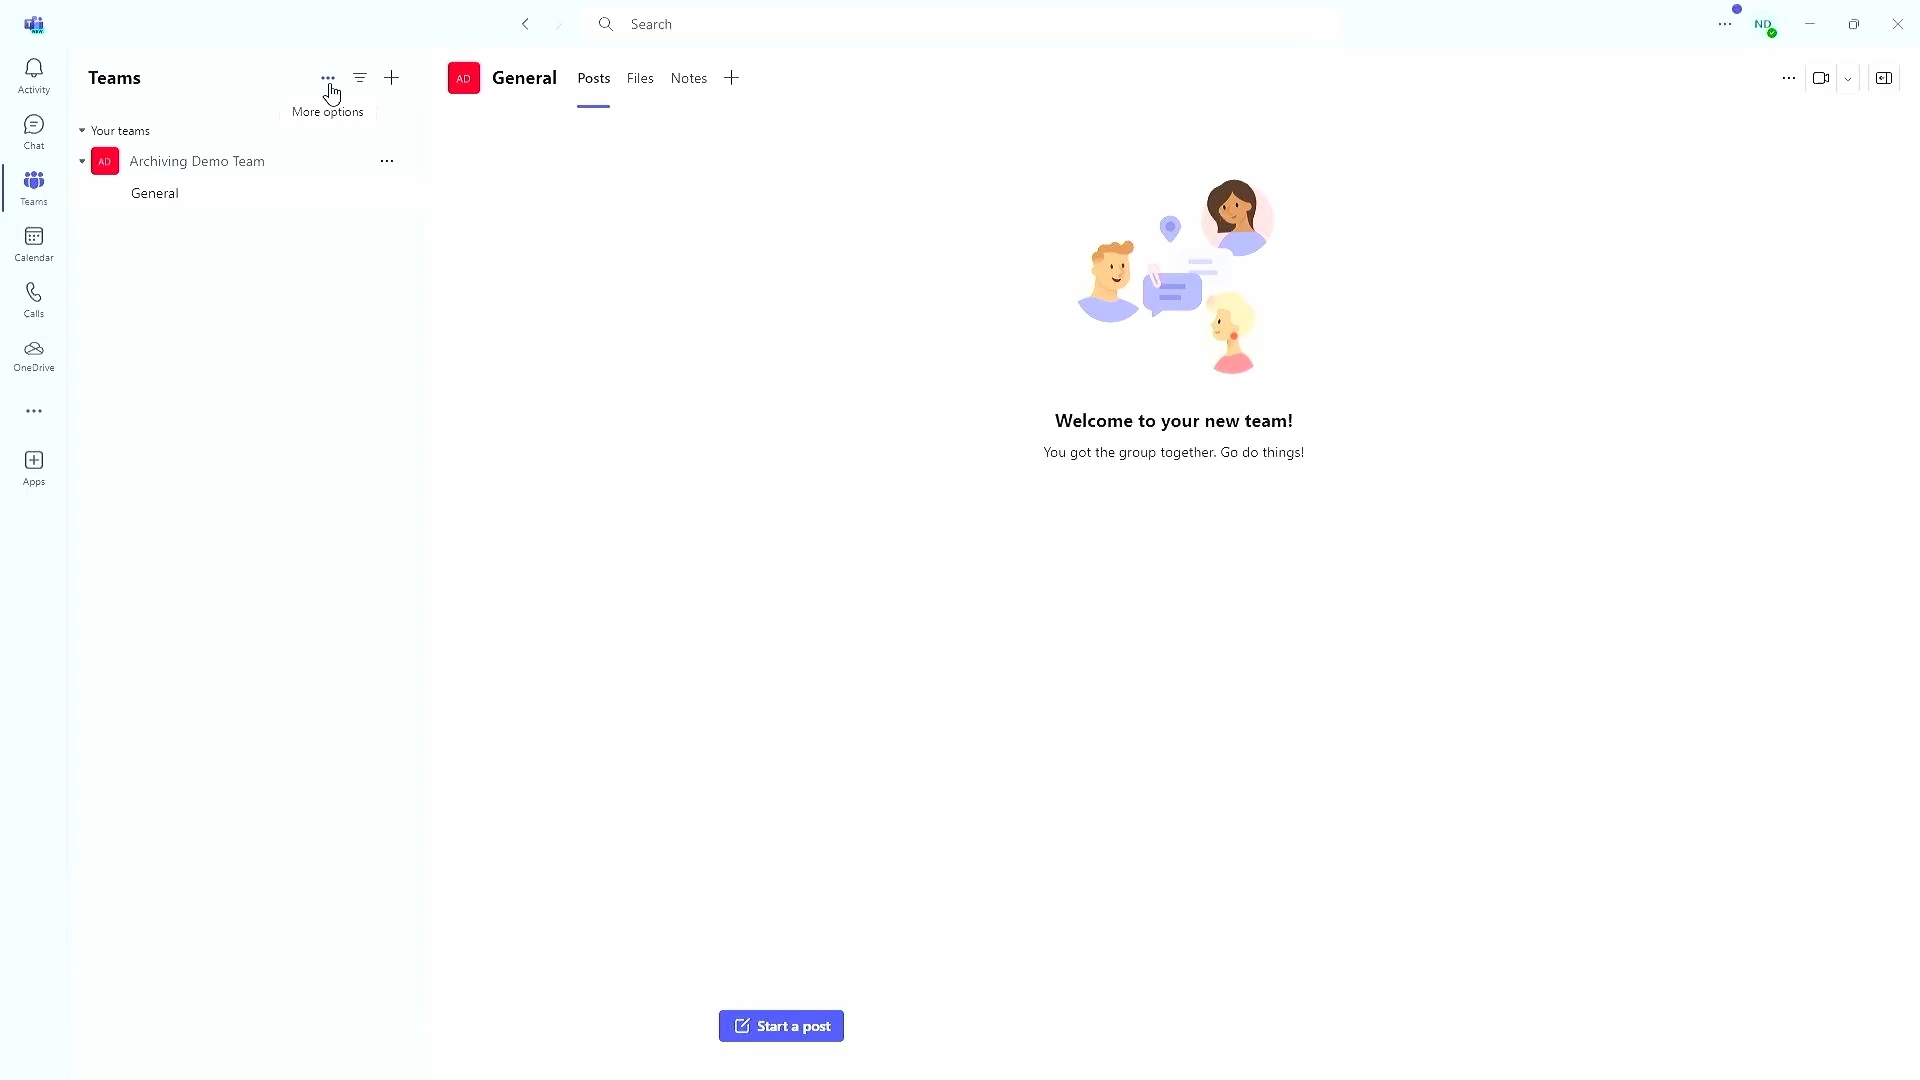 Search
ND
Activity
Chat
Teams
Calendar
Calls
OneDrive
Apps
Teams
More options
Your teams
AD Archiving Demo Team
General
AD General Posts Files Notes
Welcome to your new team!
You got the group together. Go do things!
Start a post